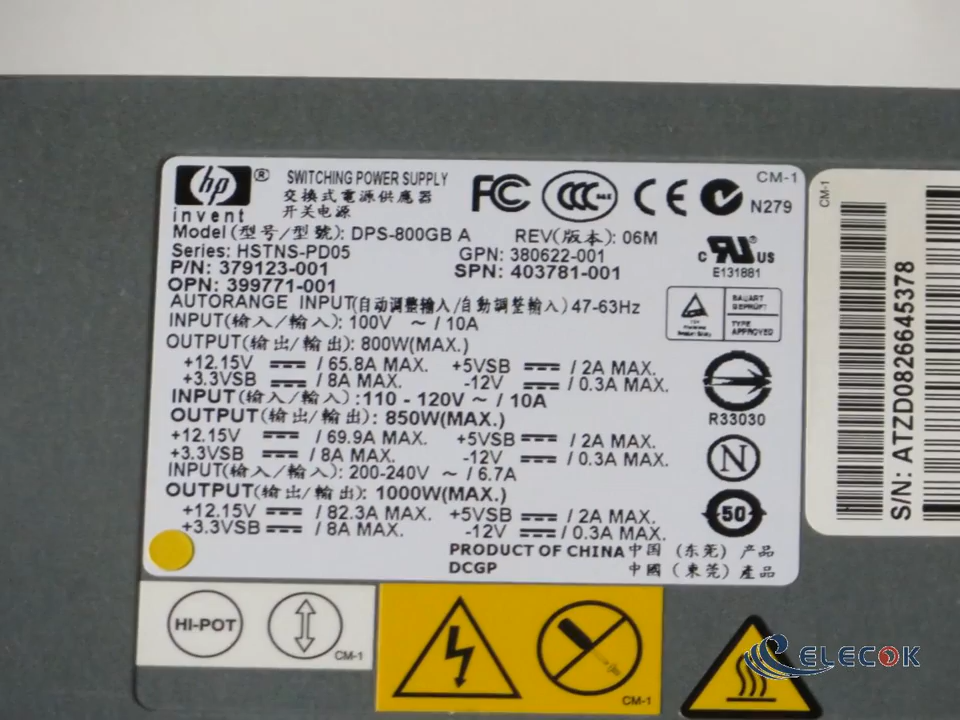 hp ®
invent
SWITCHING POWER SUPPLY
交換式電源供應器
开关电源
FC CCC CE N279
CM-1
Model (型号/型號): DPS-800GB A REV(版本): 06M
Series: HSTNS-PD05 GPN: 380622-001
P/N: 379123-001 SPN: 403781-001
OPN: 399771-001
c RU ® US
E131881
AUTORANGE INPUT(自动调整输入/自動調整輸入) 47-63Hz
INPUT(输入/輸入): 100V ~ / 10A
OUTPUT(输出/輸出): 800W(MAX.)
+12.15V / 65.8A MAX. +5VSB / 2A MAX.
+3.3VSB / 8A MAX. -12V / 0.3A MAX.
INPUT(输入/輸入): 110 - 120V ~ / 10A
OUTPUT(输出/輸出): 850W(MAX.)
+12.15V / 69.9A MAX. +5VSB / 2A MAX.
+3.3VSB / 8A MAX. -12V / 0.3A MAX.
INPUT(输入/輸入): 200-240V ~ / 6.7A
OUTPUT(输出/輸出): 1000W(MAX.)
+12.15V / 82.3A MAX. +5VSB / 2A MAX.
+3.3VSB / 8A MAX. -12V / 0.3A MAX.
PRODUCT OF CHINA 中国 (东莞) 产品
DCGP 中國 (東莞) 產品
BAUART
GEPRÜFT
TYPE
APPROVED
R33030
N
50
CM-1
S/N: ATZD0826645378
HI-POT
CM-1
CM-1
ELECOK